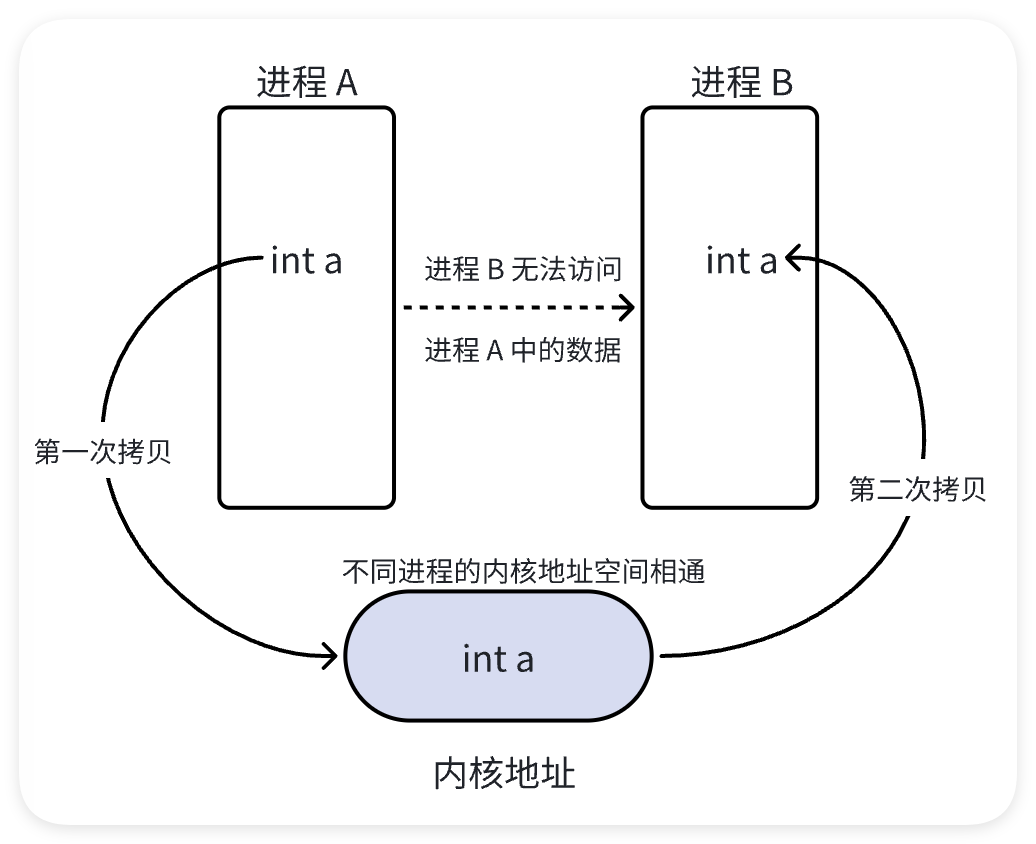 进程 A
进程 B
int a
进程 B 无法访问
int a
进程 A 中的数据
第一次拷贝
第二次拷贝
不同进程的内核地址空间相通
int a
内核地址